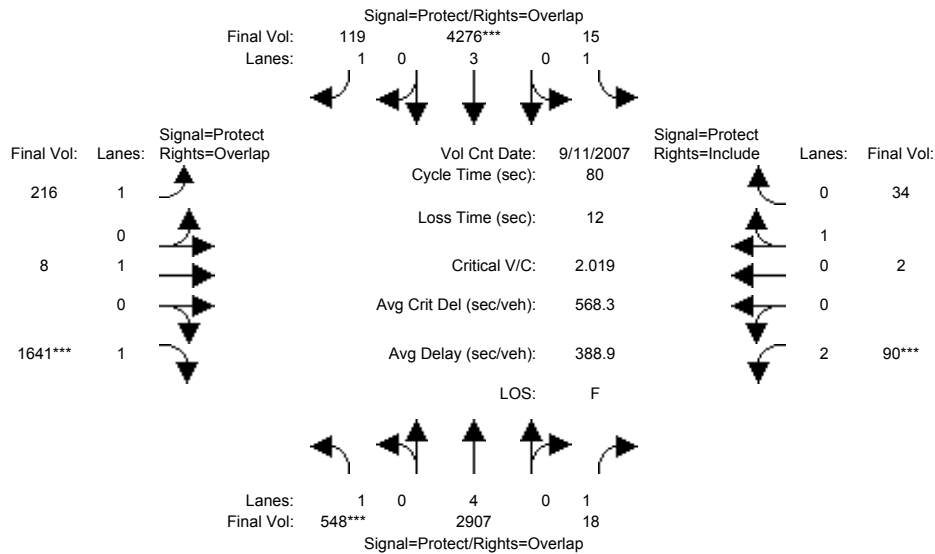 Signal=Protect/Rights=Overlap
Final Vol: 119 4276*** 15
Lanes: 1 0 3 0 1
Signal=Protect
Rights=Overlap
Final Vol: Lanes:
Vol Cnt Date: 9/11/2007
Cycle Time (sec): 80
Signal=Protect
Rights=Include
Lanes: Final Vol:
216 1
0 34
Loss Time (sec): 12
0
1
8 1
Critical V/C: 2.019
0 2
0
Avg Crit Del (sec/veh): 568.3
0
1641*** 1
Avg Delay (sec/veh): 388.9
2 90***
LOS: F
Lanes: 1 0 4 0 1
Final Vol: 548*** 2907 18
Signal=Protect/Rights=Overlap